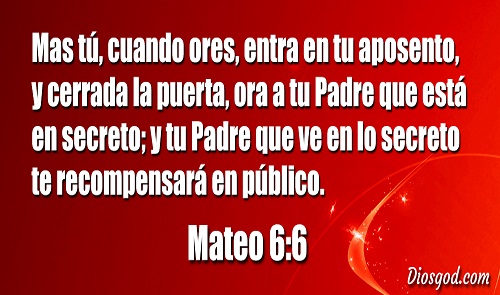 Mas tú, cuando ores, entra en tu aposento,
y cerrada la puerta, ora a tu Padre que está
en secreto; y tu Padre que ve en lo secreto
te recompensará en público.
Mateo 6:6
Diosgod.com